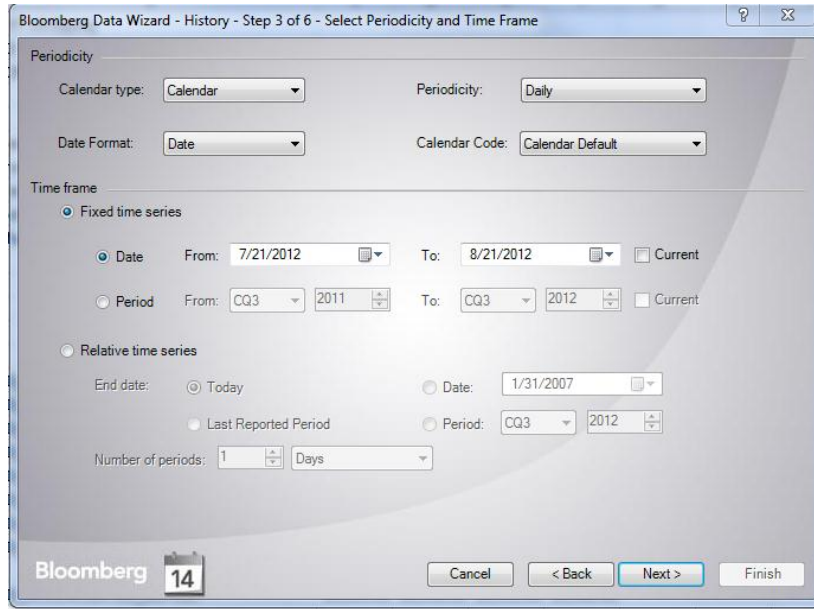 Bloomberg Data Wizard - History - Step 3 of 6 - Select Periodicity and Time Frame
Periodicity
Calendar type: Calendar Periodicity: Daily
Date Format: Date Calendar Code: Calendar Default
Time frame
Fixed time series
Date From: 7/21/2012 To: 8/21/2012 Current
Period From: CQ3 2011 To: CQ3 2012 Current
Relative time series
End date: Today Date: 1/31/2007
Last Reported Period Period: CQ3 2012
Number of periods: 1 Days
Bloomberg 14 Cancel < Back Next > Finish